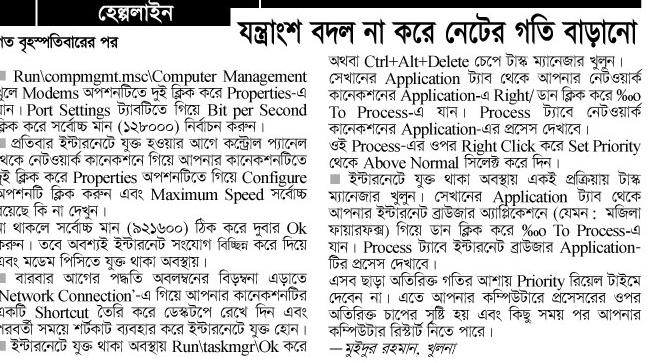 হেল্পলাইন
যন্ত্রাংশ বদল না করে নেটের গতি বাড়ানো
গত বৃহস্পতিবারের পর
■ Run\compmgmt.msc\Computer Management
খুলে Modems অপশনটিতে দুই ক্লিক করে Properties-এ
যান। Port Settings ট্যাবটিতে গিয়ে Bit per Second
ক্লিক করে সর্বোচ্চ মান (১২৮০০০) নির্বাচন করুন।
■ প্রতিবার ইন্টারনেটে যুক্ত হওয়ার আগে কন্ট্রোল প্যানেল
থেকে নেটওয়ার্ক কানেকশনে গিয়ে আপনার কানেকশনটিতে
দুই ক্লিক করে Properties অপশনটিতে গিয়ে Configure
অপশনটি ক্লিক করুন এবং Maximum Speed সর্বোচ্চ
রয়েছে কি না দেখুন।
না থাকলে সর্বোচ্চ মান (৯২১৬০০) ঠিক করে দুবার Ok
করুন। তবে অবশ্যই ইন্টারনেট সংযোগ বিচ্ছিন্ন করে দিয়ে
এবং মডেম পিসিতে যুক্ত থাকা অবস্থায়।
■ বারবার আগের পদ্ধতি অবলম্বনের বিড়ম্বনা এড়াতে
'Network Connection'-এ গিয়ে আপনার কানেকশনটির
একটি Shortcut তৈরি করে ডেস্কটপে রেখে দিন এবং
পরবর্তী সময়ে শর্টকাট ব্যবহার করে ইন্টারনেটে যুক্ত হোন।
■ ইন্টারনেটে যুক্ত থাকা অবস্থায় Run\taskmgr\Ok করে
অথবা Ctrl+Alt+Delete চেপে টাস্ক ম্যানেজার খুলুন।
সেখানের Application ট্যাব থেকে আপনার নেটওয়ার্ক
কানেকশনের Application-এ Right/ ডান ক্লিক করে ‰
To Process-এ যান। Process ট্যাবে নেটওয়ার্ক
কানেকশনের Application-এর প্রসেস দেখাবে।
ওই Process-এর ওপর Right Click করে Set Priority
থেকে Above Normal সিলেক্ট করে দিন।
■ ইন্টারনেটে যুক্ত থাকা অবস্থায় একই প্রক্রিয়ায় টাস্ক
ম্যানেজার খুলুন। সেখানের Application ট্যাব থেকে
আপনার ইন্টারনেট ব্রাউজার অ্যাপ্লিকেশনে (যেমন : মজিলা
ফায়ারফক্স) গিয়ে ডান ক্লিক করে ‰ To Process-এ
যান। Process ট্যাবে ইন্টারনেট ব্রাউজার Application-
টির প্রসেস দেখাবে।
এসব ছাড়া অতিরিক্ত গতির আশায় Priority রিয়েল টাইমে
দেবেন না। এতে আপনার কম্পিউটারে প্রসেসরের ওপর
অতিরিক্ত চাপের সৃষ্টি হয় এবং কিছু সময় পর আপনার
কম্পিউটার রিস্টার্ট নিতে পারে।
—মুইদুর রহমান, খুলনা